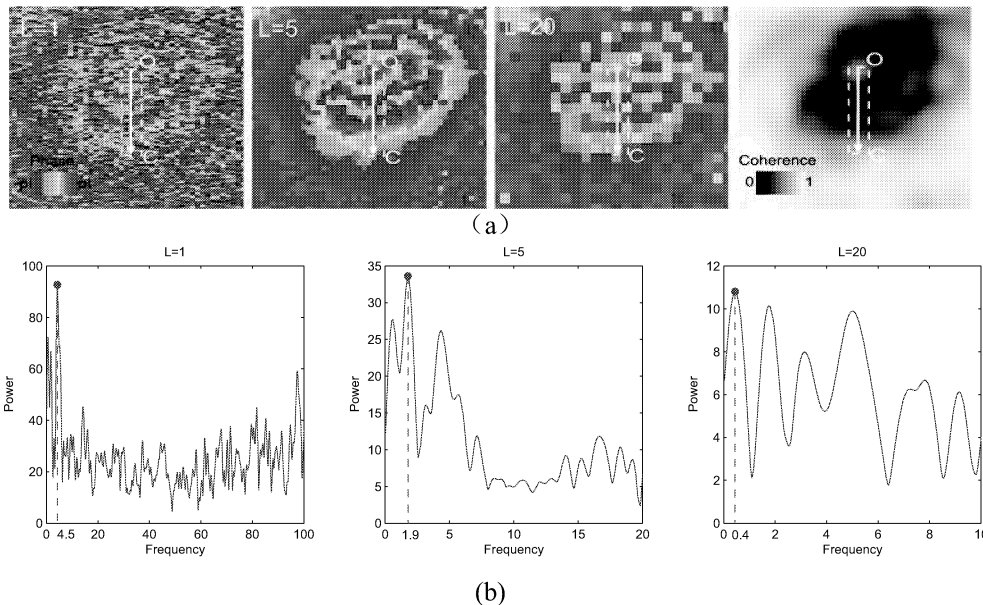 L=1
O
C
Phase
-pi pi
L=5
O
C
L=20
O
C
O
C
Coherence
0 1
(a)
L=1
100
80
60
40
20
0
Power
0 4.5 20 40 60 80 100
Frequency
L=5
35
30
25
20
15
10
5
0
Power
0 1.9 5 10 15 20
Frequency
L=20
12
10
8
6
4
2
0
Power
0 0.4 2 4 6 8 10
Frequency
(b)